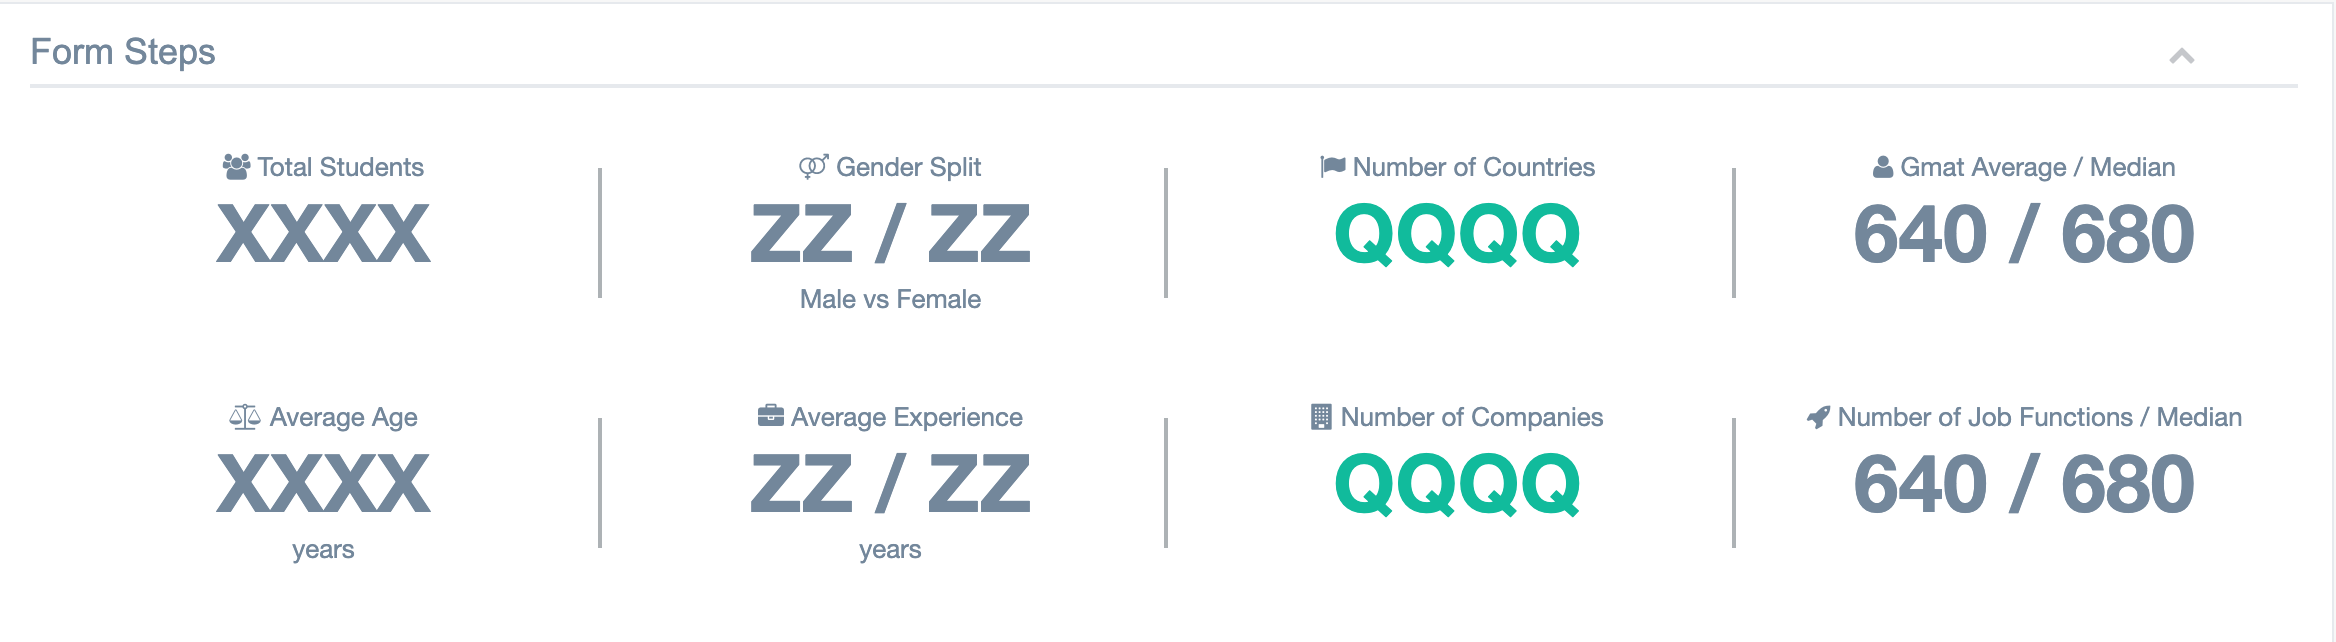 Form Steps
Total Students
XXXX
Gender Split
ZZ / ZZ
Male vs Female
Number of Countries
QQQQ
Gmat Average / Median
640 / 680
Average Age
XXXX
years
Average Experience
ZZ / ZZ
years
Number of Companies
QQQQ
Number of Job Functions / Median
640 / 680